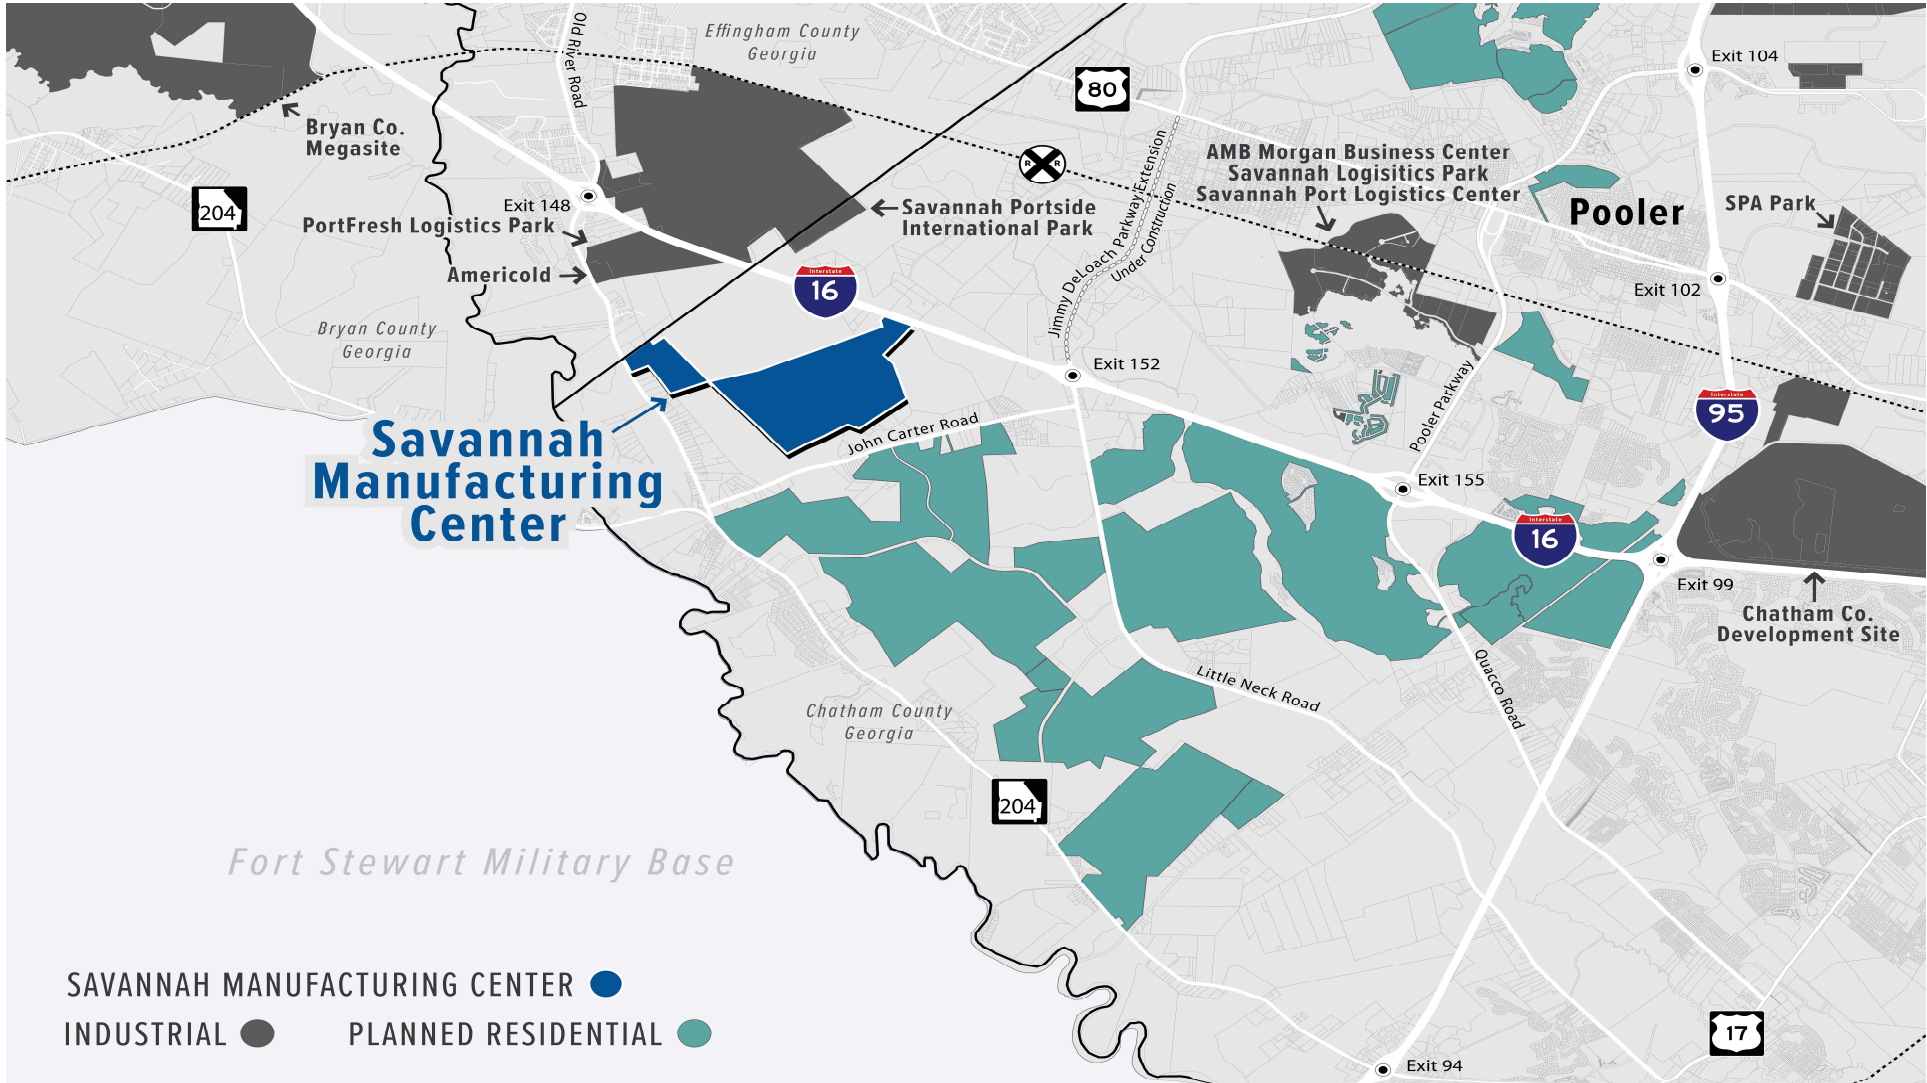 Effingham County
Georgia
Old River Road
Exit 104
80
Bryan Co.
Megasite
R R
Jimmy DeLoach Parkway Extension
Under Construction
AMB Morgan Business Center
Savannah Logisitics Park
Savannah Port Logistics Center
204
Exit 148
PortFresh Logistics Park
Savannah Portside
International Park
Pooler
SPA Park
Americold
Interstate
16
Exit 102
Bryan County
Georgia
Exit 152
Pooler Parkway
Interstate
95
Savannah
Manufacturing
Center
John Carter Road
Exit 155
Interstate
16
Exit 99
Chatham Co.
Development Site
Quacco Road
Little Neck Road
Chatham County
Georgia
204
Fort Stewart Military Base
SAVANNAH MANUFACTURING CENTER
INDUSTRIAL
PLANNED RESIDENTIAL
17
Exit 94